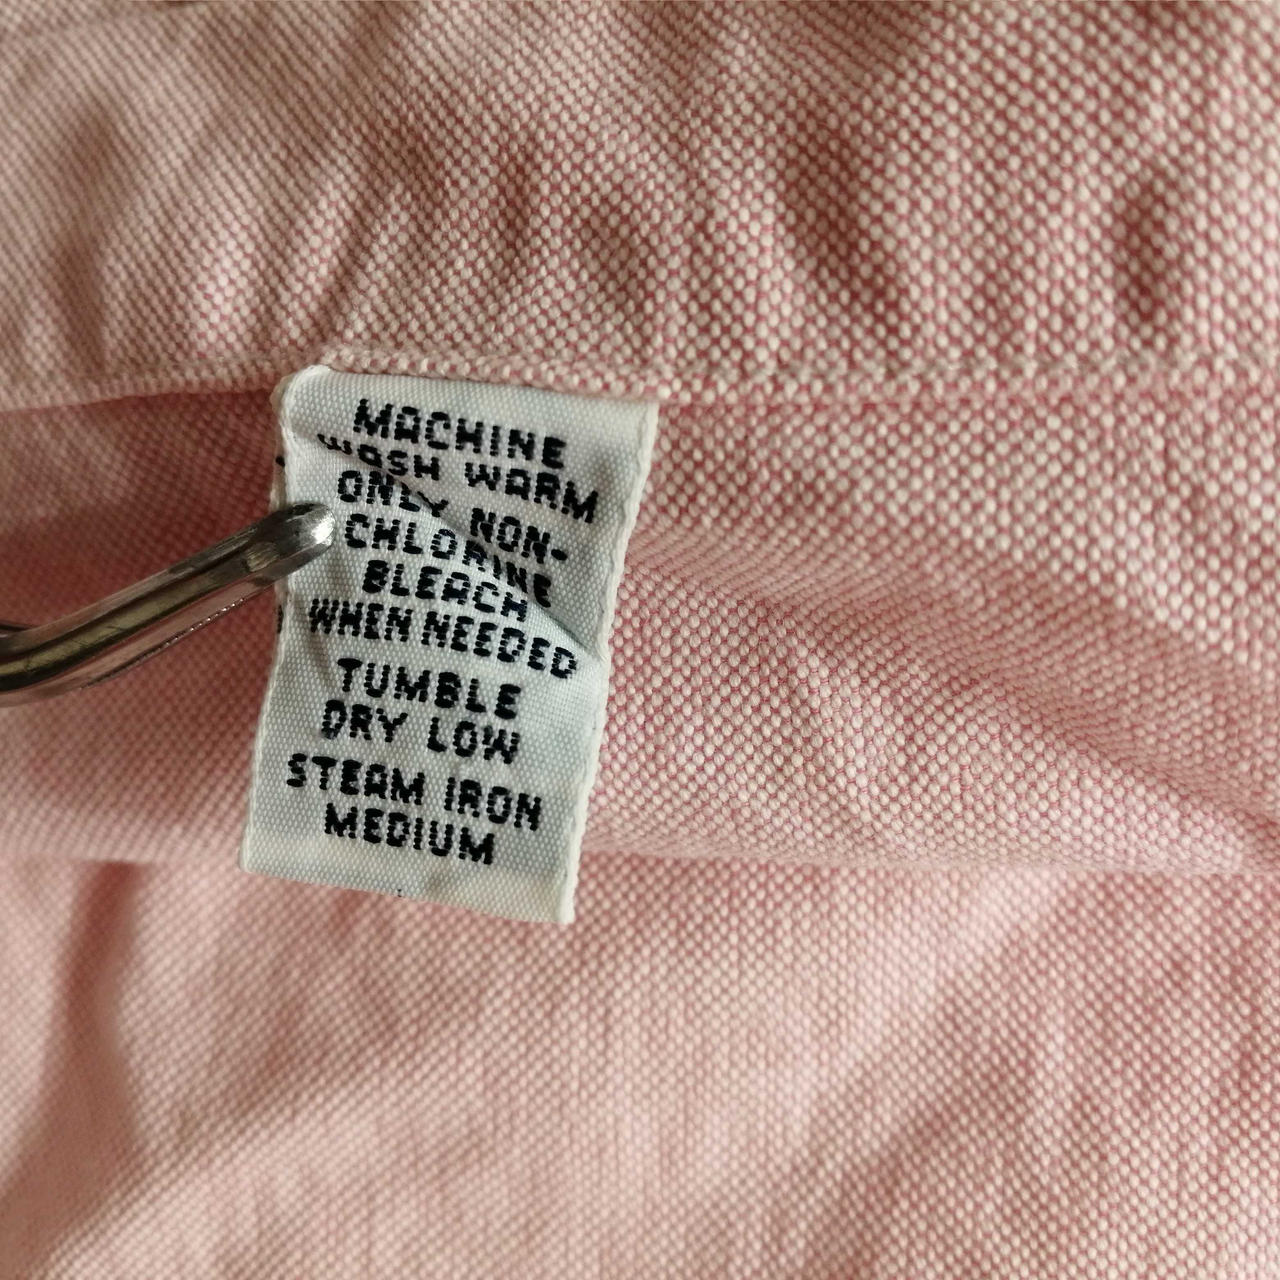 MACHINE
WASH WARM
ONLY NON-
CHLORINE
BLEACH
WHEN NEEDED
TUMBLE
DRY LOW
STEAM IRON
MEDIUM